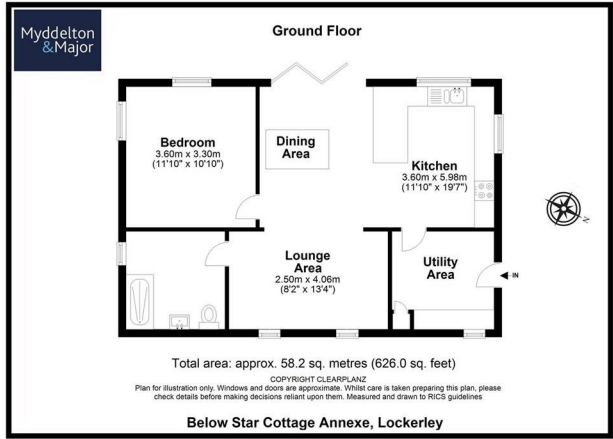 Myddelton
&Major
Ground Floor
Bedroom
3.60m x 3.30m
(11'10" x 10'10")
Dining
Area
Kitchen
3.60m x 5.98m
(11'10" x 19'7")
Lounge
Area
2.50m x 4.06m
(8'2" x 13'4")
Utility
Area
IN
N
Total area: approx. 58.2 sq. metres (626.0 sq. feet)
COPYRIGHT CLEARPLANZ
Plan for illustration only. Windows and doors are approximate. Whilst care is taken preparing this plan, please
check details before making decisions reliant upon them. Measured and drawn to RICS guidelines
Below Star Cottage Annexe, Lockerley